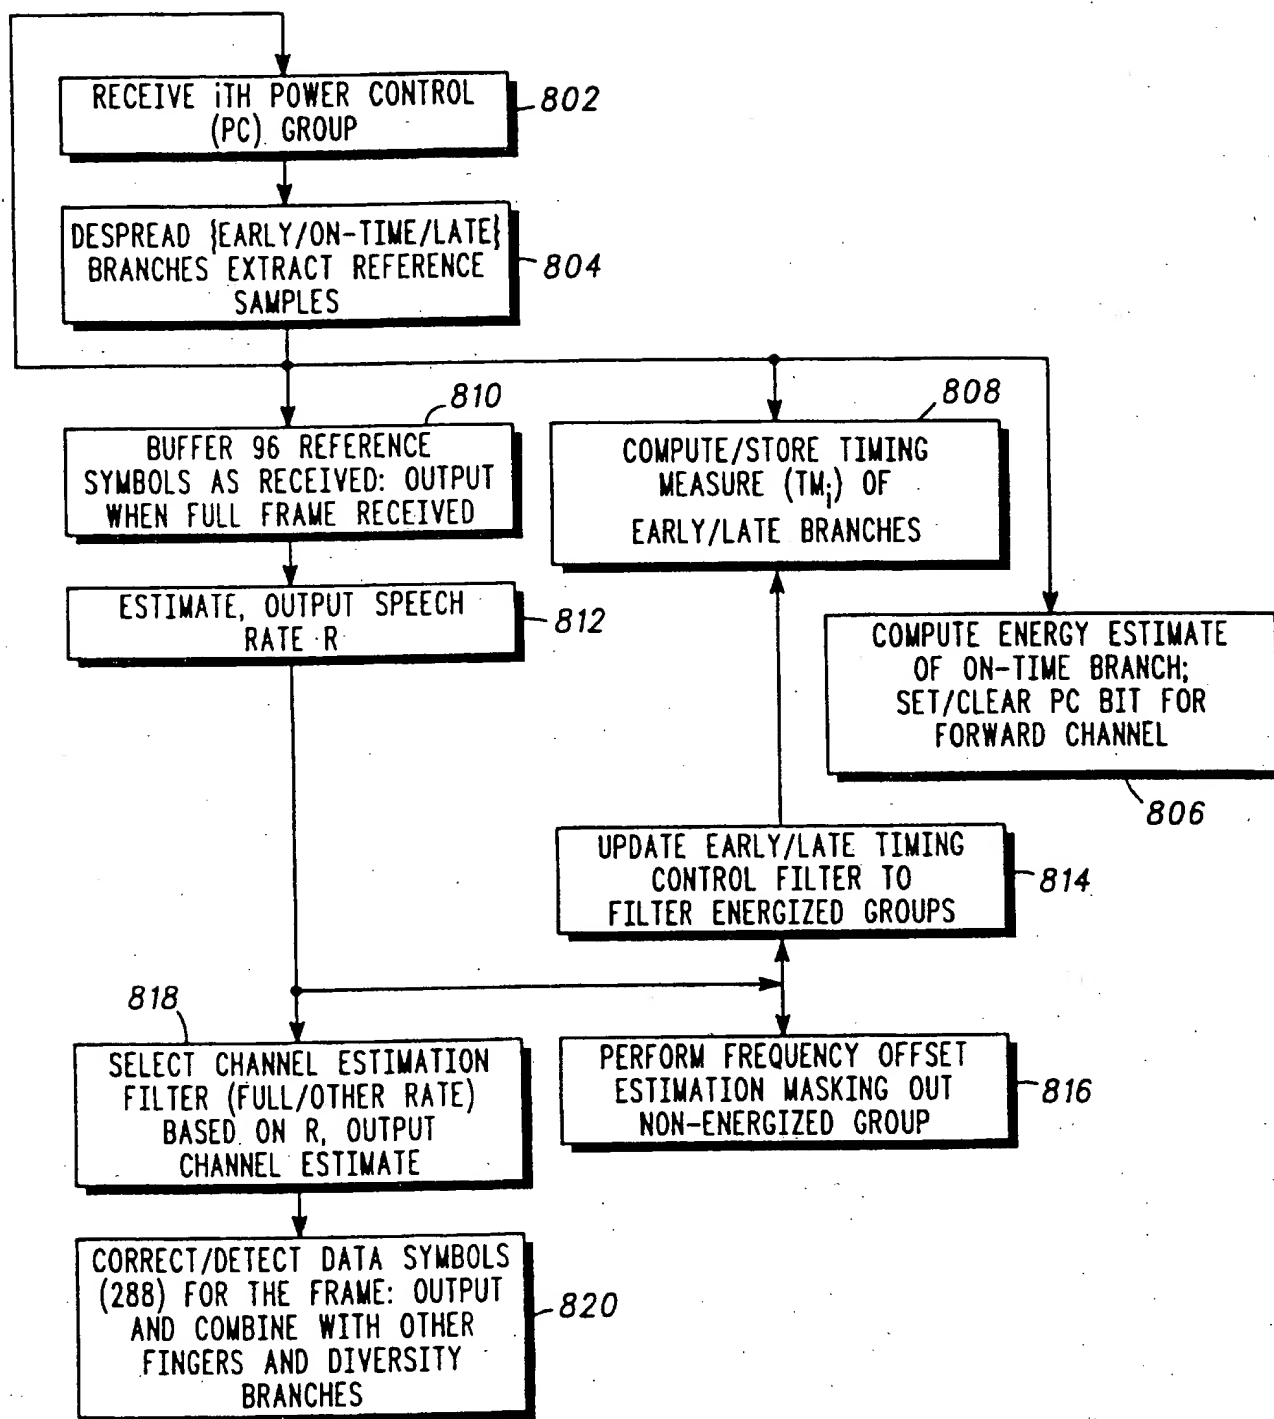 RECEIVE iTH POWER CONTROL
(PC) GROUP
802
DESPREAD {EARLY/ON-TIME/LATE}
BRANCHES EXTRACT REFERENCE
SAMPLES
804
810
BUFFER 96 REFERENCE
SYMBOLS AS RECEIVED: OUTPUT
WHEN FULL FRAME RECEIVED
808
COMPUTE/STORE TIMING
MEASURE (TMi) OF
EARLY/LATE BRANCHES
ESTIMATE, OUTPUT SPEECH
RATE R
812
COMPUTE ENERGY ESTIMATE
OF ON-TIME BRANCH;
SET/CLEAR PC BIT FOR
FORWARD CHANNEL
806
UPDATE EARLY/LATE TIMING
CONTROL FILTER TO
FILTER ENERGIZED GROUPS
814
818
SELECT CHANNEL ESTIMATION
FILTER (FULL/OTHER RATE)
BASED ON R, OUTPUT
CHANNEL ESTIMATE
PERFORM FREQUENCY OFFSET
ESTIMATION MASKING OUT
NON-ENERGIZED GROUP
816
CORRECT/DETECT DATA SYMBOLS
(288) FOR THE FRAME: OUTPUT
AND COMBINE WITH OTHER
FINGERS AND DIVERSITY
BRANCHES
820